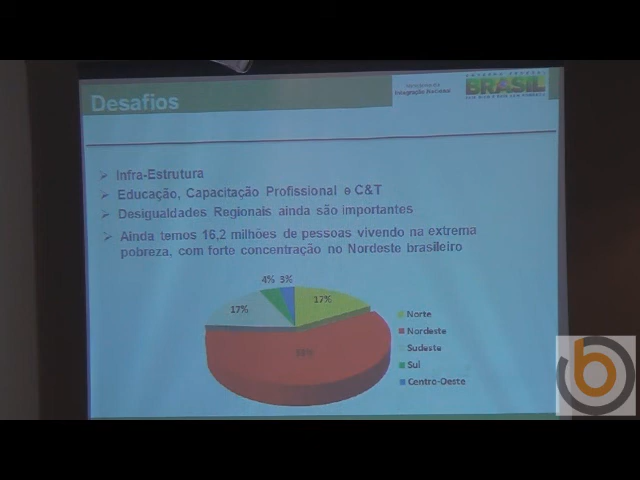 Desafios
Integração Nacional
BRASIL
Infra-Estrutura
Educação, Capacitação Profissional e C&T
Desigualdades Regionais ainda são importantes
Ainda temos 16,2 milhões de pessoas vivendo na extrema
pobreza, com forte concentração no Nordeste brasileiro
4% 3%
17% 17%
Norte
Nordeste
Sudeste
Sul
Centro-Oeste
b